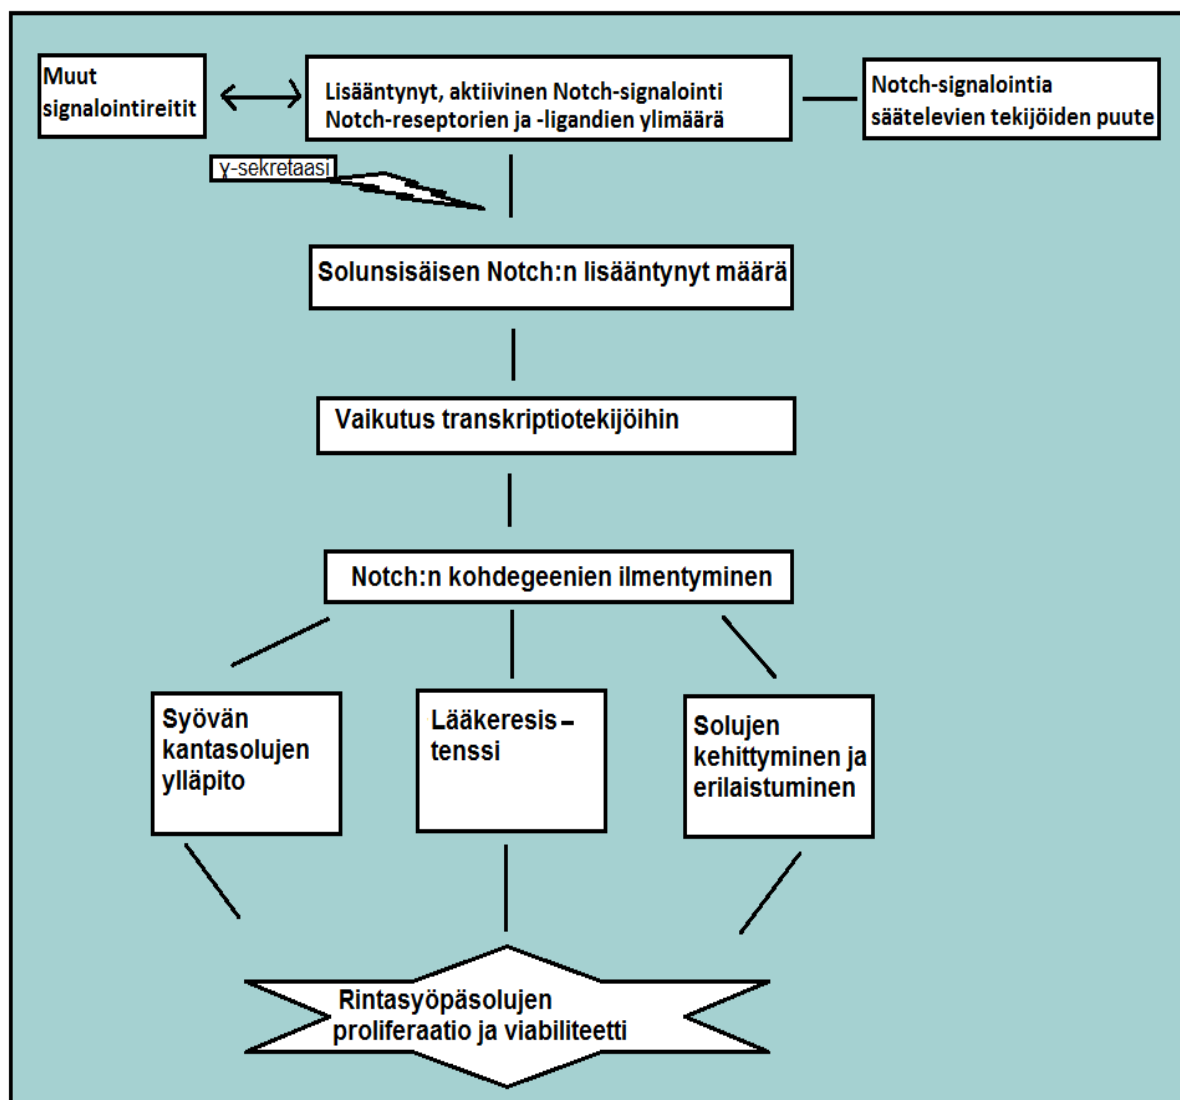 Muut
signalointireitit
Lisääntynyt, aktiivinen Notch-signalointi
Notch-reseptorien ja -ligandien ylimäärä
Notch-signalointia
säätelevien tekijöiden puute
γ-sekretaasi
Solunsisäisen Notch:n lisääntynyt määrä
Vaikutus transkriptiotekijöihin
Notch:n kohdegeenien ilmentyminen
Syövän
kantasolujen
ylläpito
Lääkeresis–
tenssi
Solujen
kehittyminen ja
erilaistuminen
Rintasyöpäsolujen
proliferaatio ja viabiliteetti